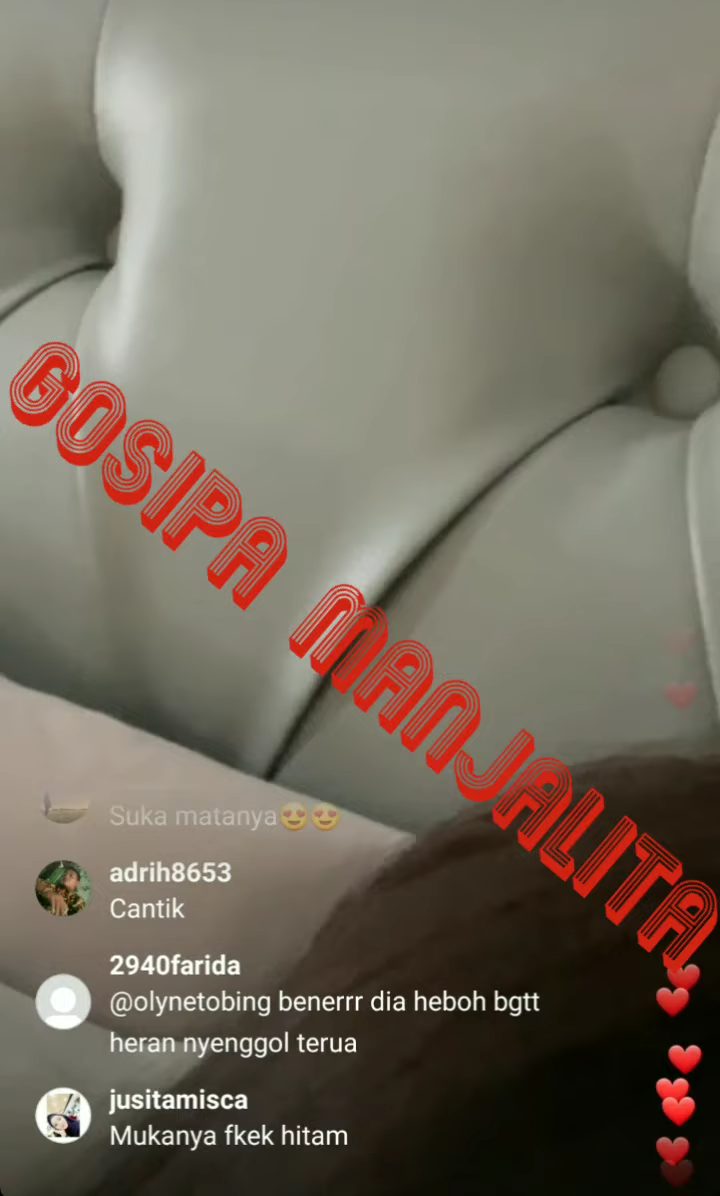 GOSIPA MANJALITA
Suka matanya😍😍
adrih8653
Cantik
2940farida
@olynetobing benerrr dia heboh bgtt
heran nyenggol terua
jusitamisca
Mukanya fkek hitam